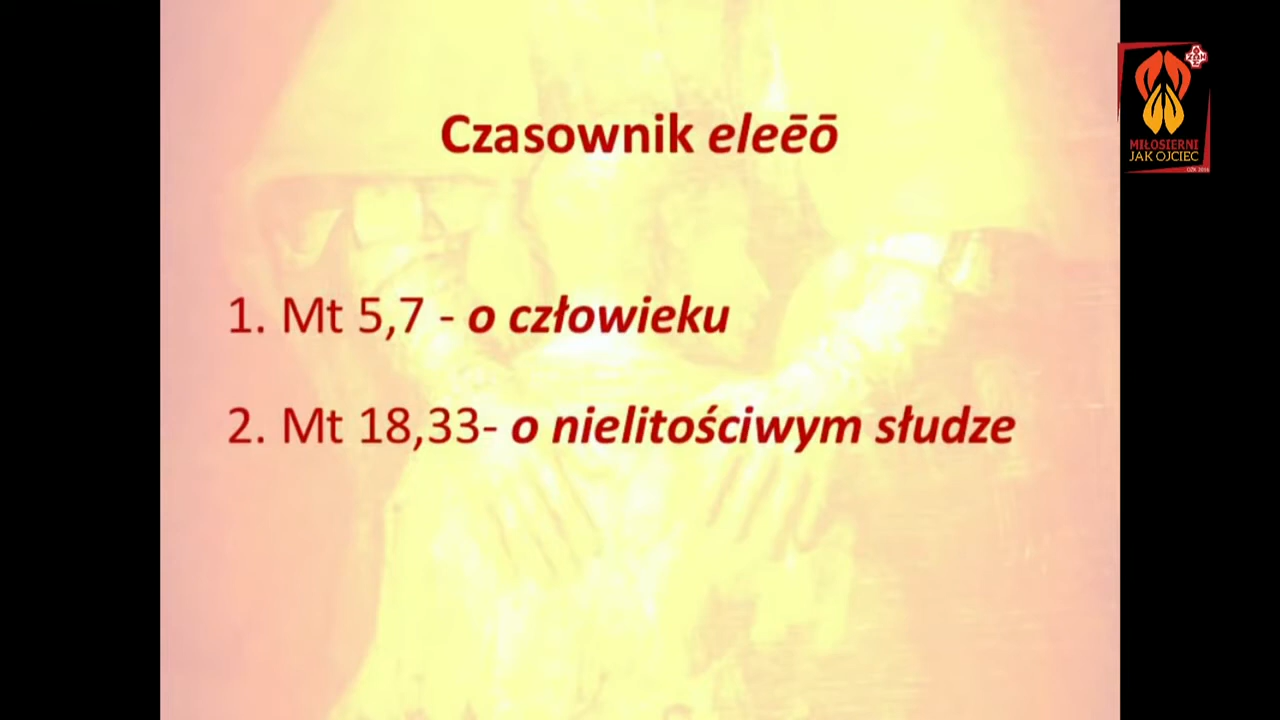 Czasownik eleēō
1. Mt 5,7 - o człowieku
2. Mt 18,33- o nielitościwym słudze
MIŁOSIERNI
JAK OJCIEC